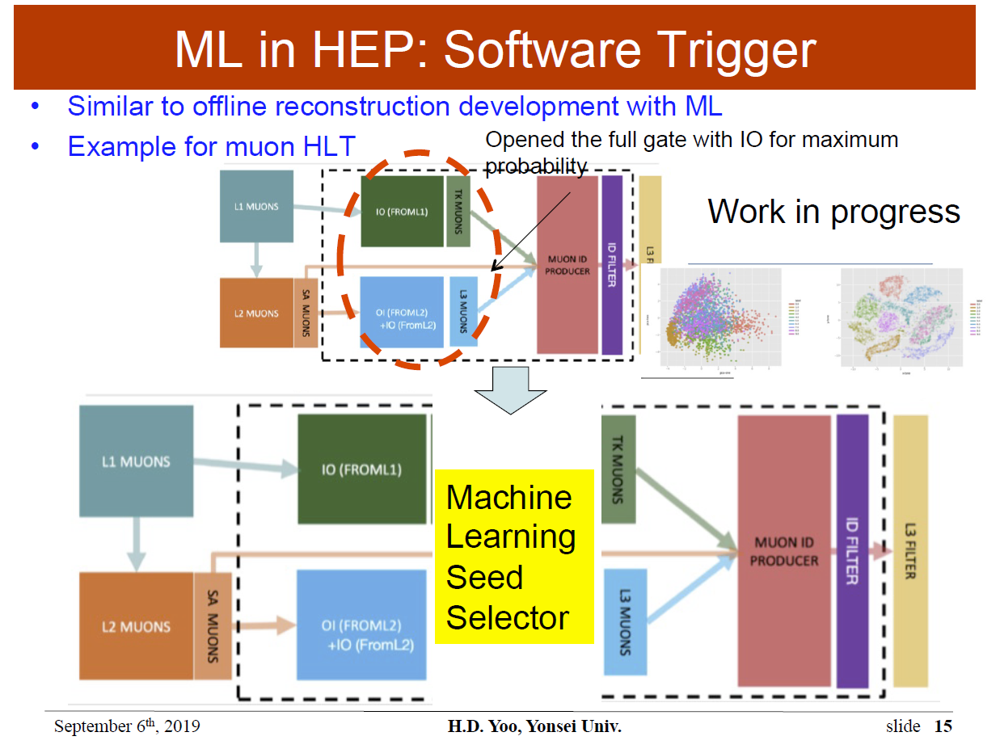 ML in HEP: Software Trigger
• Similar to offline reconstruction development with ML
• Example for muon HLT
Opened the full gate with IO for maximum
probability
L1 MUONS
IO (FROML1)
TK MUONS
MUON ID
PRODUCER
ID FILTER
L3 F
L2 MUONS
SA MUONS
OI (FROML2)
+IO (FromL2)
L3 MUONS
Work in progress
L1 MUONS
IO (FROML1)
L2 MUONS
SA MUONS
OI (FROML2)
+IO (FromL2)
Machine
Learning
Seed
Selector
TK MUONS
L3 MUONS
MUON ID
PRODUCER
ID FILTER
L3 FILTER
September 6th, 2019
H.D. Yoo, Yonsei Univ.
slide 15